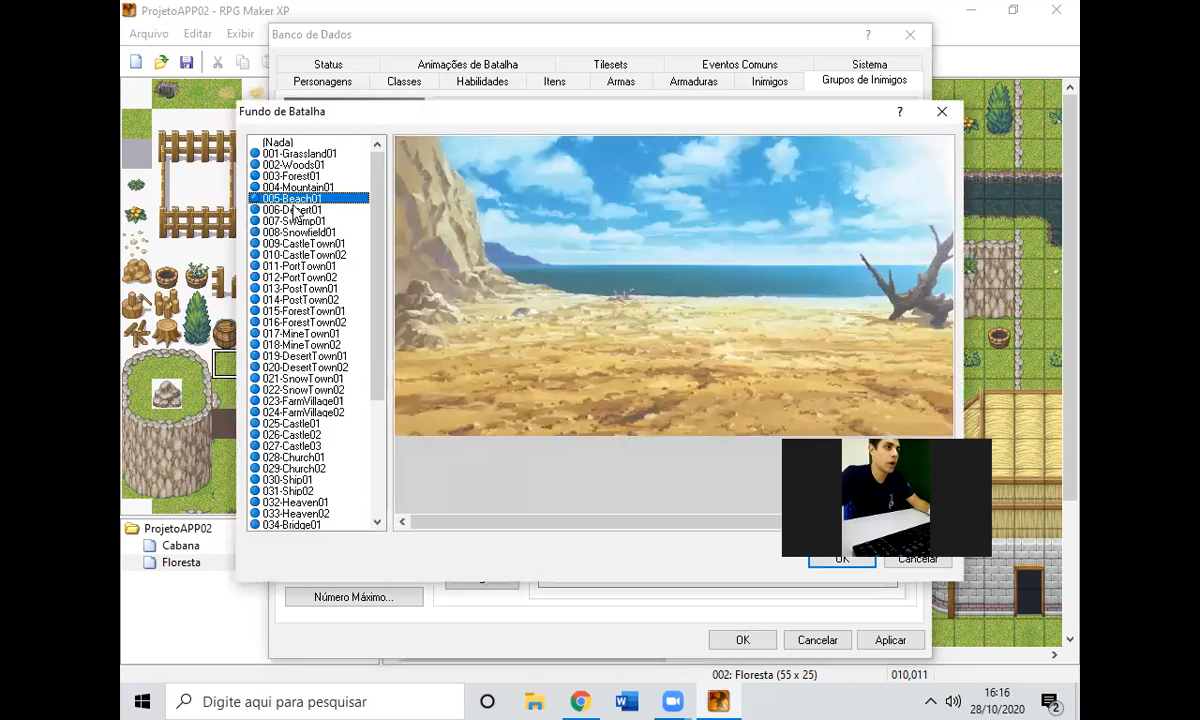 ProjetoAPP02 - RPG Maker XP
Arquivo Editar Exibir
Banco de Dados
Status Animações de Batalha Tilesets Eventos Comuns Sistema
Personagens Classes Habilidades Itens Armas Armaduras Inimigos Grupos de Inimigos
Fundo de Batalha
(Nada)
001-Grassland01
002-Woods01
003-Forest01
004-Mountain01
005-Beach01
006-Desert01
007-Swamp01
008-Snowfield01
009-CastleTown01
010-CastleTown02
011-PortTown01
012-PortTown02
013-PostTown01
014-PostTown02
015-ForestTown01
016-ForestTown02
017-MineTown01
018-MineTown02
019-DesertTown01
020-DesertTown02
021-SnowTown01
022-SnowTown02
023-FarmVillage01
024-FarmVillage02
025-Castle01
026-Castle02
027-Castle03
028-Church01
029-Church02
030-Ship01
031-Ship02
032-Heaven01
033-Heaven02
034-Bridge01
OK Cancelar
ProjetoAPP02
Cabana
Floresta
Número Máximo...
OK Cancelar Aplicar
002: Floresta (55 x 25) 010,011
Digite aqui para pesquisar
16:16
28/10/2020
2